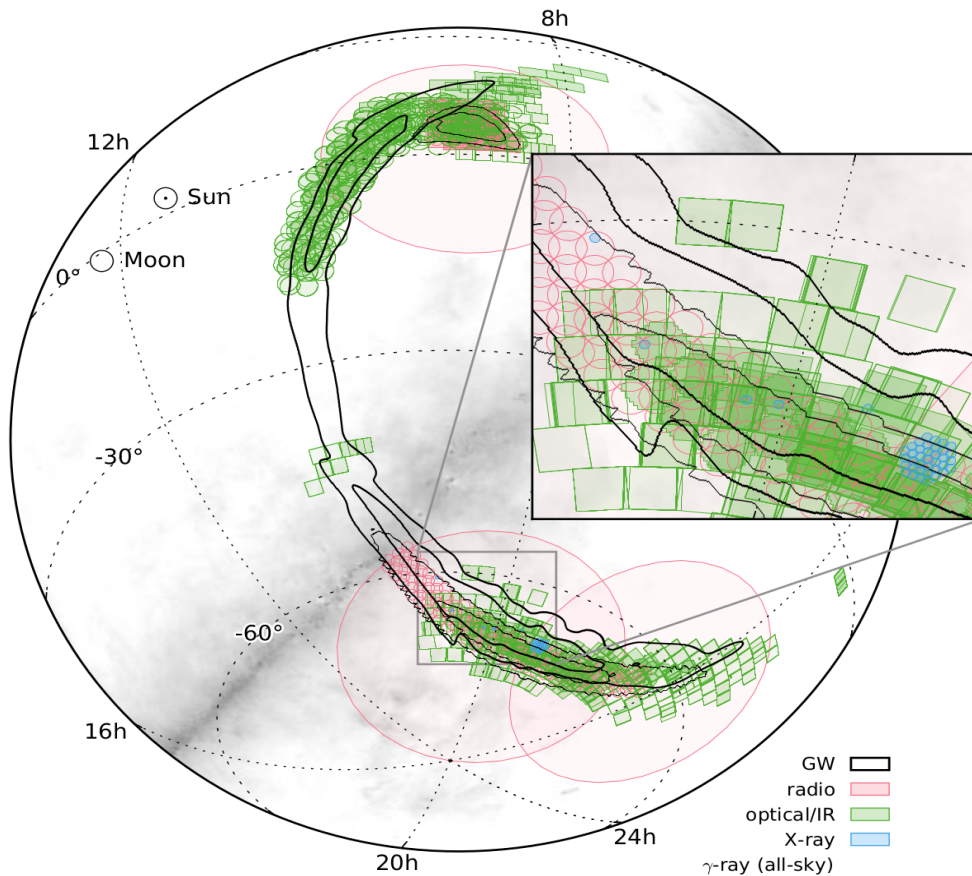 8h
12h
Sun
Moon
0°
-30°
-60°
16h
20h
24h
GW
radio
optical/IR
X-ray
γ-ray (all-sky)